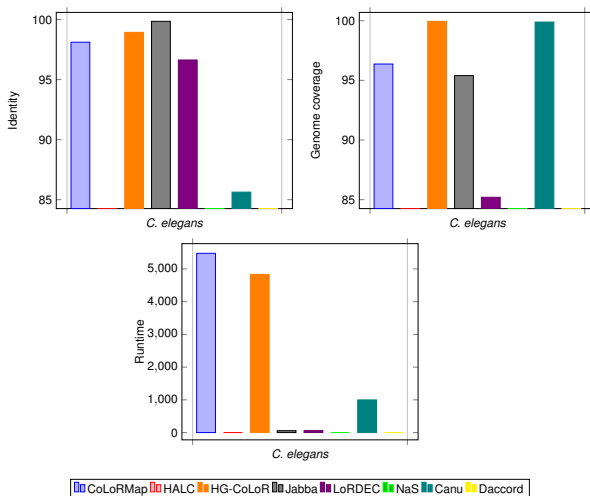 100
95
90
85
Identity
C. elegans
100
95
90
85
Genome coverage
C. elegans
5,000
4,000
3,000
2,000
1,000
0
Runtime
C. elegans
CoLoRMap HALC HG-CoLoR Jabba LoRDEC NaS Canu Daccord